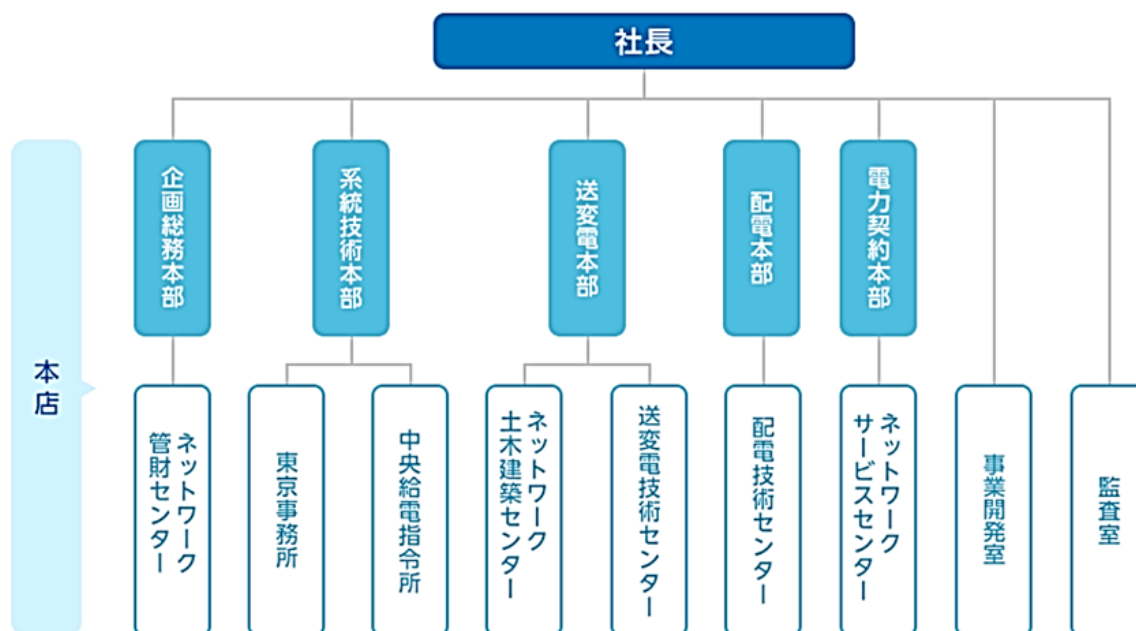 社長
企画総務本部
系統技術本部
送変電本部
配電本部
電力契約本部
本店
ネットワーク
管財センター
東京事務所
中央給電指令所
ネットワーク
土木建築センター
送変電技術センター
配電技術センター
ネットワーク
サービスセンター
事業開発室
監査室